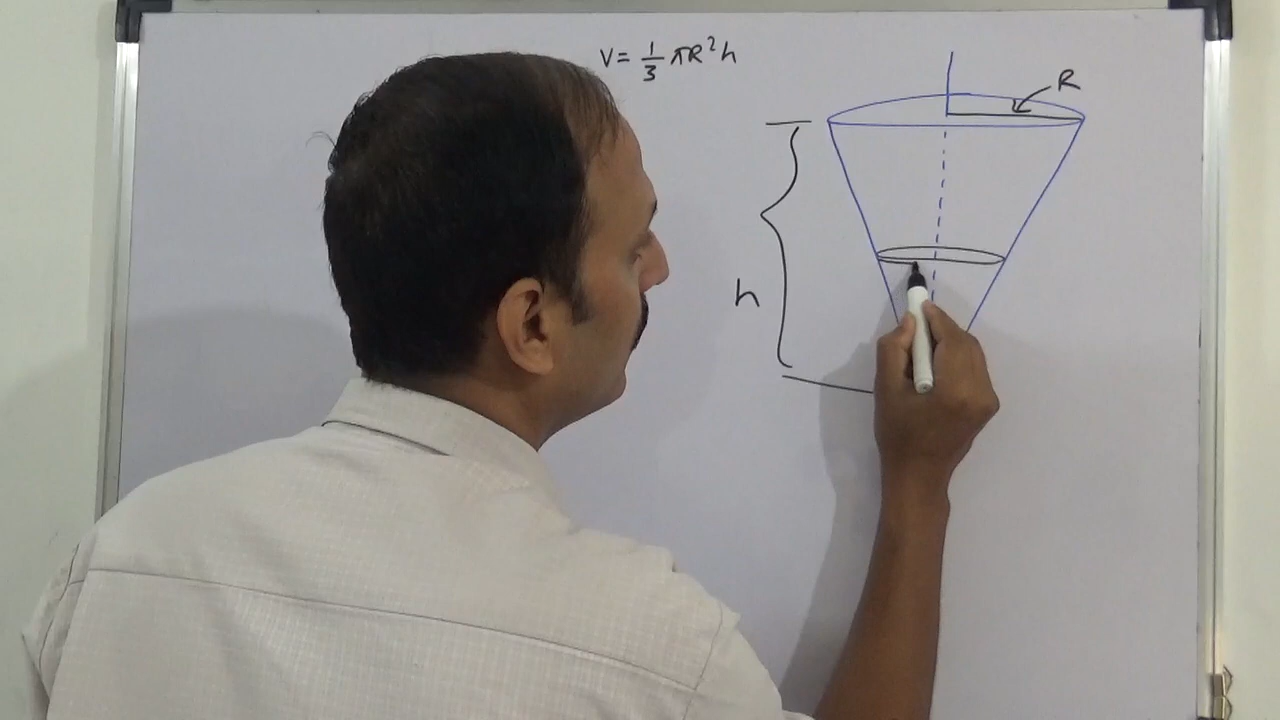 V = 1/3 πR²h
R
h